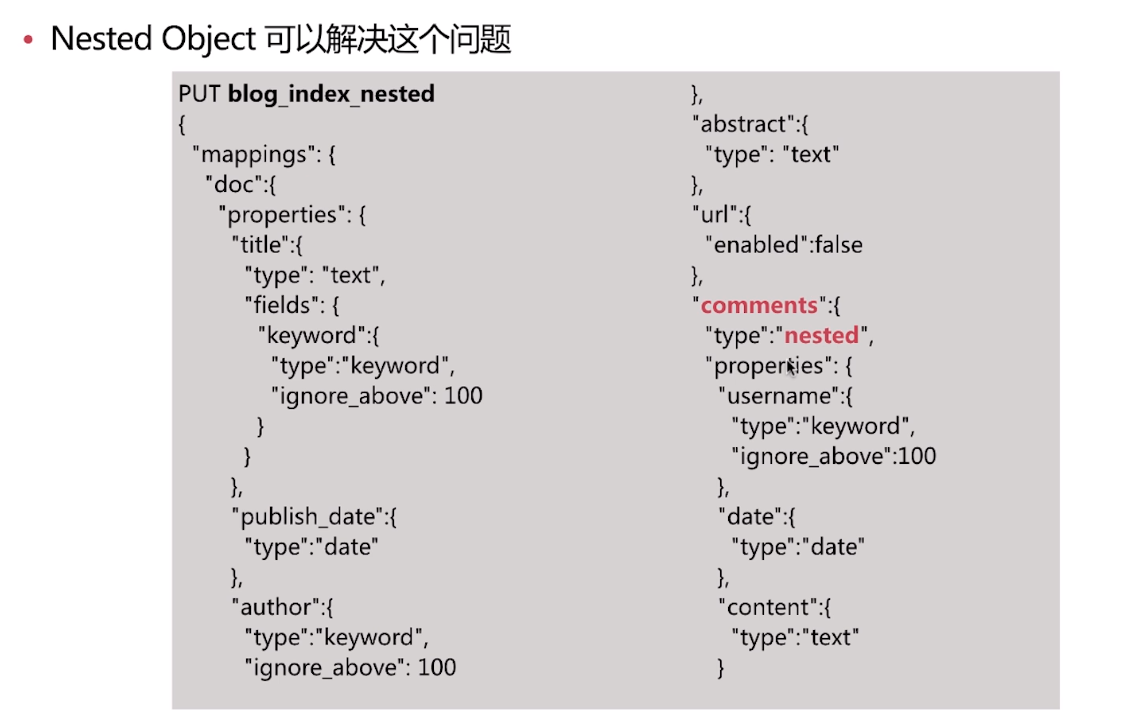 • Nested Object 可以解决这个问题
PUT blog_index_nested
{
"mappings": {
"doc":{
"properties": {
"title":{
"type": "text",
"fields": {
"keyword":{
"type":"keyword",
"ignore_above": 100
}
}
},
"publish_date":{
"type":"date"
},
"author":{
"type":"keyword",
"ignore_above": 100
},
"abstract":{
"type": "text"
},
"url":{
"enabled":false
},
"comments":{
"type":"nested",
"properties": {
"username":{
"type":"keyword",
"ignore_above":100
},
"date":{
"type":"date"
},
"content":{
"type":"text"
}